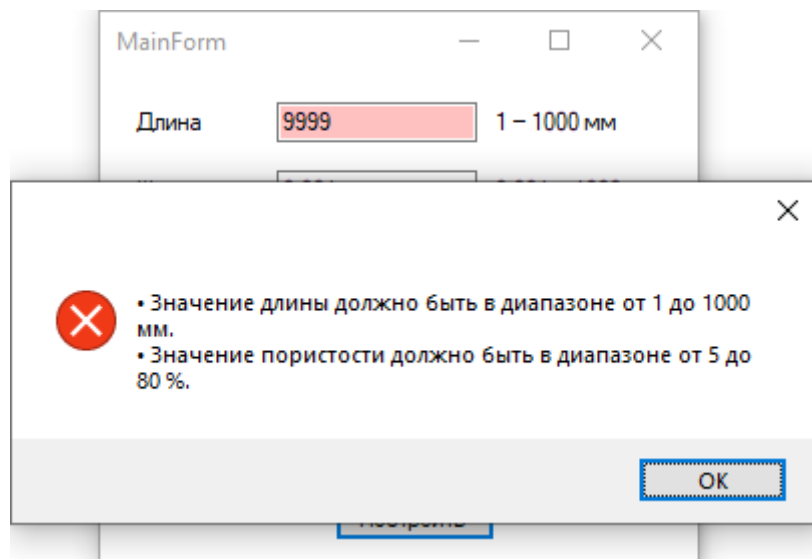 MainForm
Длина 9999 1 – 1000 мм
• Значение длины должно быть в диапазоне от 1 до 1000
мм.
• Значение пористости должно быть в диапазоне от 5 до
80 %.
OK